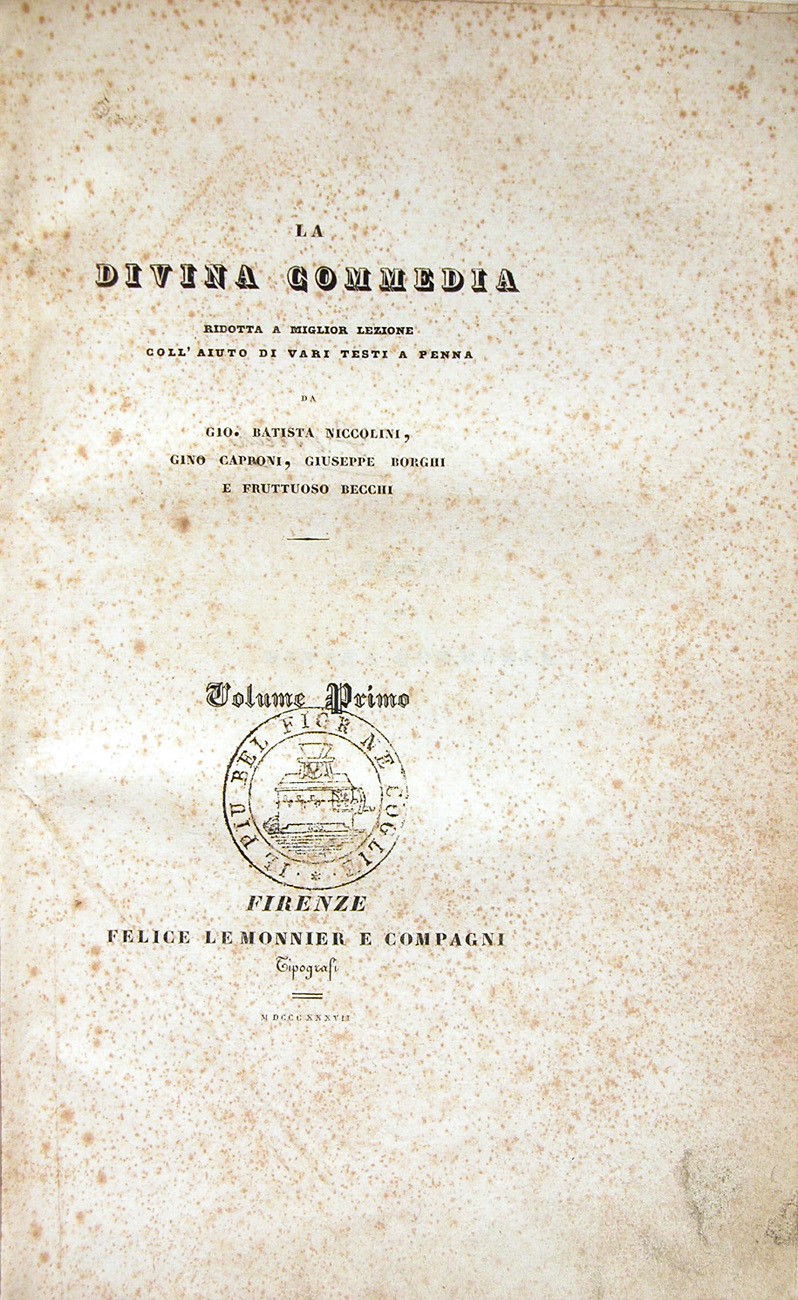 LA
DIVINA COMMEDIA
RIDOTTA A MIGLIOR LEZIONE
COLL' AIUTO DI VARI TESTI A PENNA
DA
GIO. BATISTA NICCOLINI,
GINO CAPPONI, GIUSEPPE BORGHI
E FRUTTUOSO BECCHI
Volume Primo
IL PIÙ BEL FIOR NE COGLIE
FIRENZE
FELICE LE MONNIER E COMPAGNI
Tipografi
MDCCCXXXVII